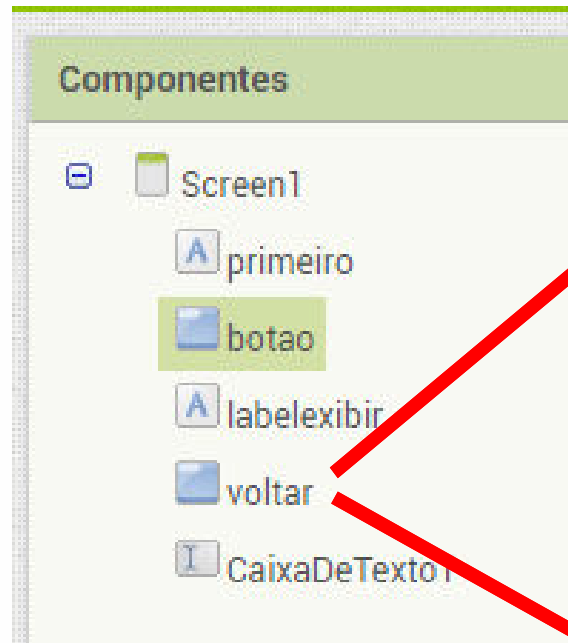 Componentes
Screen1
primeiro
botao
labelexibir
voltar
CaixaDeTexto1